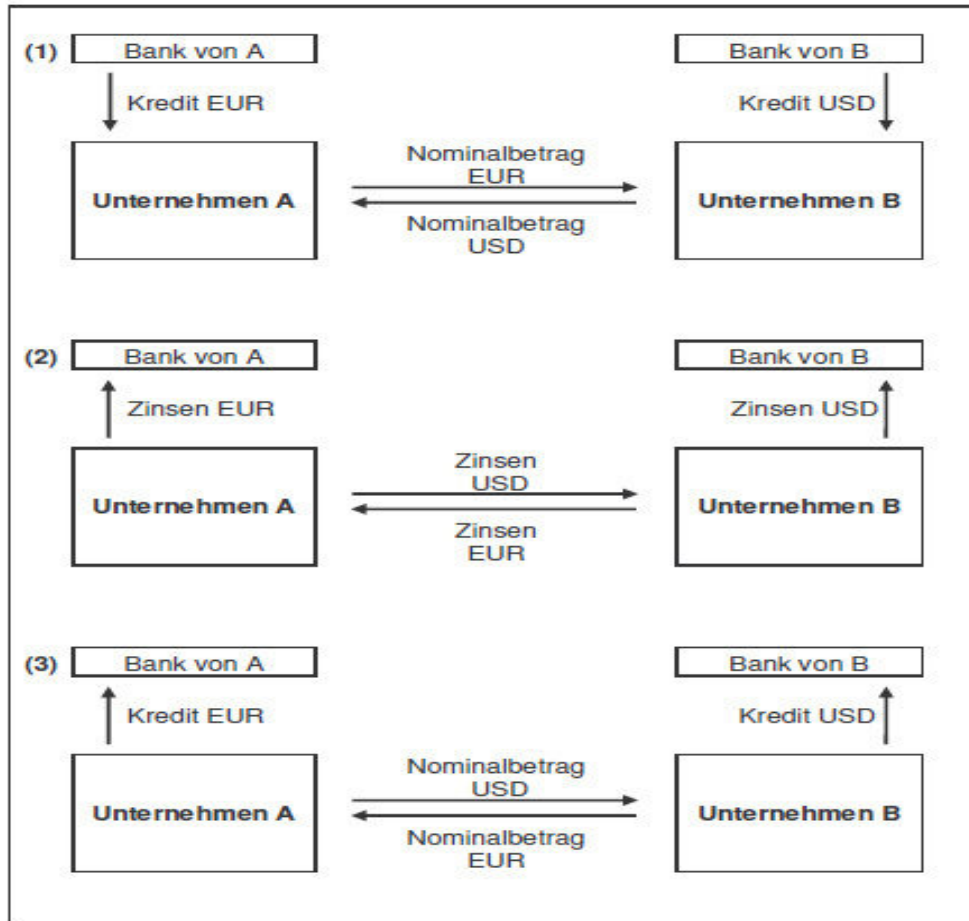 (1) Bank von A Bank von B
Kredit EUR Kredit USD
Nominalbetrag
EUR
Unternehmen A Unternehmen B
Nominalbetrag
USD
(2) Bank von A Bank von B
Zinsen EUR Zinsen USD
Zinsen
USD
Unternehmen A Unternehmen B
Zinsen
EUR
(3) Bank von A Bank von B
Kredit EUR Kredit USD
Nominalbetrag
USD
Unternehmen A Unternehmen B
Nominalbetrag
EUR